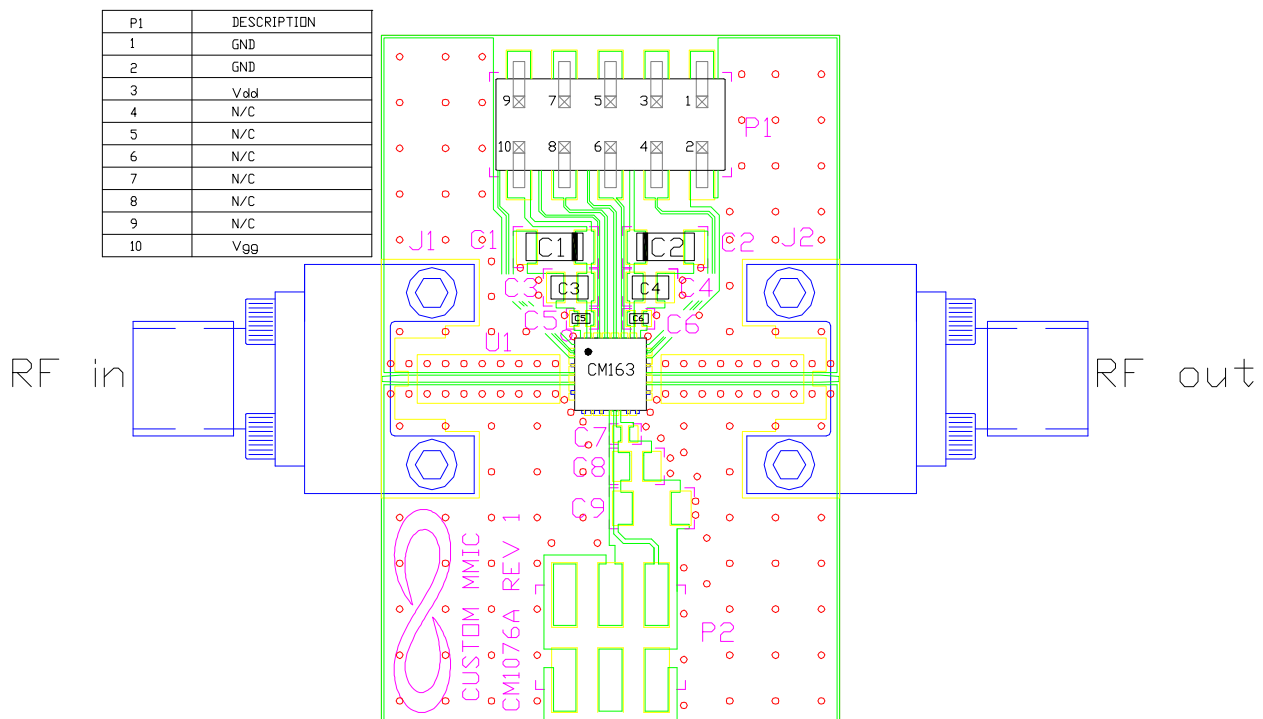 P1 DESCRIPTION
1 GND
2 GND
3 Vdd
4 N/C
5 N/C
6 N/C
7 N/C
8 N/C
9 N/C
10 Vgg
9 7 5 3 1
10 8 6 4 2
P1
J1
C1
C1
C2
C2
J2
C3
C3
C4
C4
C5
C5
C6
C6
U1
CM163
RF in
RF out
C7
C8
C9
CUSTOM MMIC
CM1076A REV 1
P2